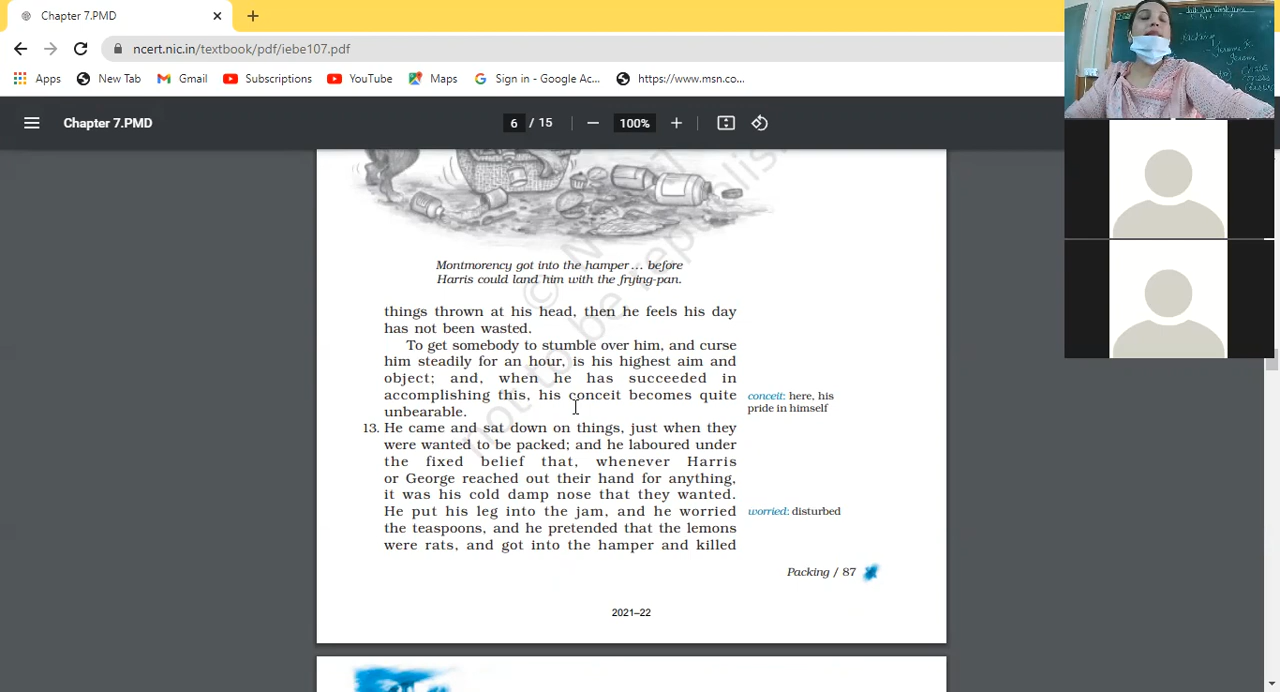 Chapter 7.PMD
ncert.nic.in/textbook/pdf/iebe107.pdf
Apps New Tab Gmail Subscriptions YouTube Maps Sign in - Google Ac... https://www.msn.co...
Chapter 7.PMD 6 / 15 100%
Montmorency got into the hamper... before
Harris could land him with the frying-pan.
things thrown at his head, then he feels his day
has not been wasted.
To get somebody to stumble over him, and curse
him steadily for an hour, is his highest aim and
object; and, when he has succeeded in
accomplishing this, his conceit becomes quite
unbearable.
conceit: here, his
pride in himself
13. He came and sat down on things, just when they
were wanted to be packed; and he laboured under
the fixed belief that, whenever Harris
or George reached out their hand for anything,
it was his cold damp nose that they wanted.
He put his leg into the jam, and he worried
the teaspoons, and he pretended that the lemons
were rats, and got into the hamper and killed
worried: disturbed
Packing / 87
2021–22
not to be republish